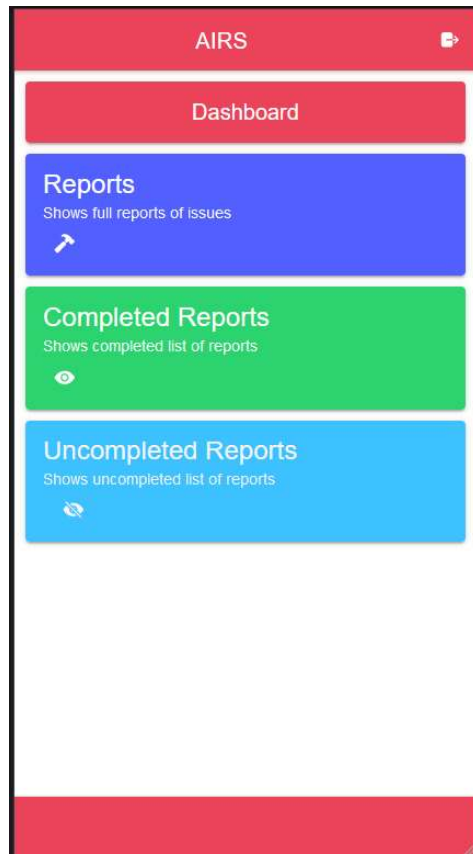 AIRS
Dashboard
Reports
Shows full reports of issues
Completed Reports
Shows completed list of reports
Uncompleted Reports
Shows uncompleted list of reports